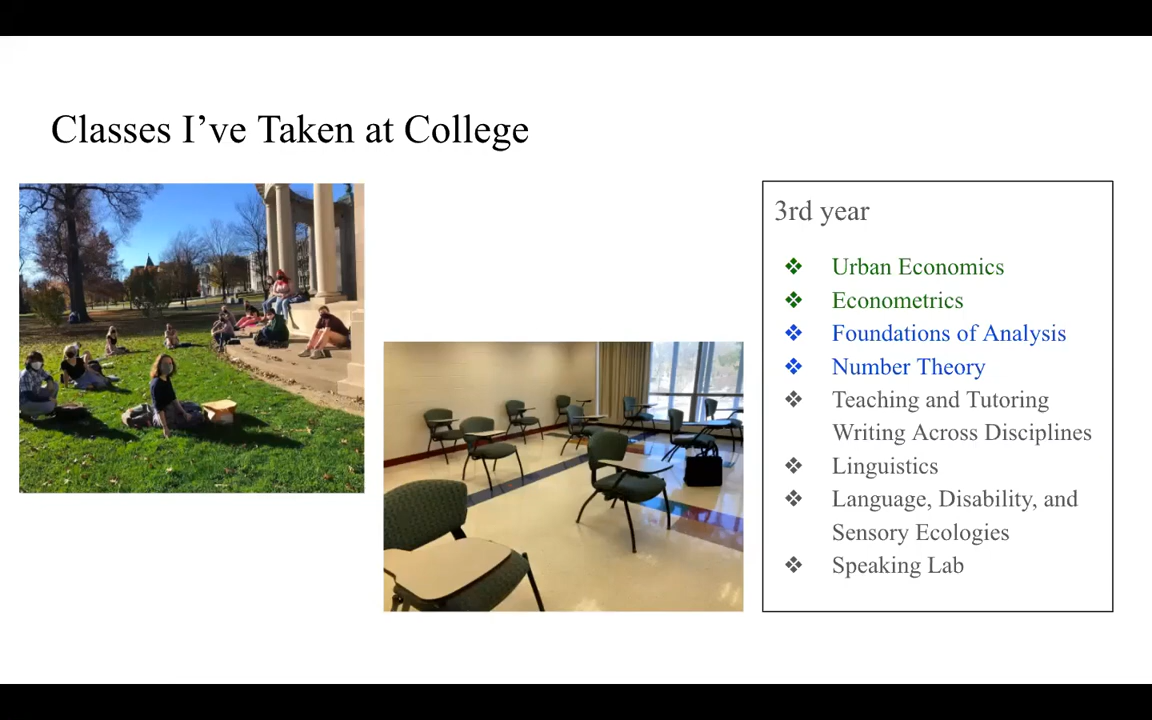 Classes I’ve Taken at College
3rd year
❖ Urban Economics
❖ Econometrics
❖ Foundations of Analysis
❖ Number Theory
❖ Teaching and Tutoring
Writing Across Disciplines
❖ Linguistics
❖ Language, Disability, and
Sensory Ecologies
❖ Speaking Lab